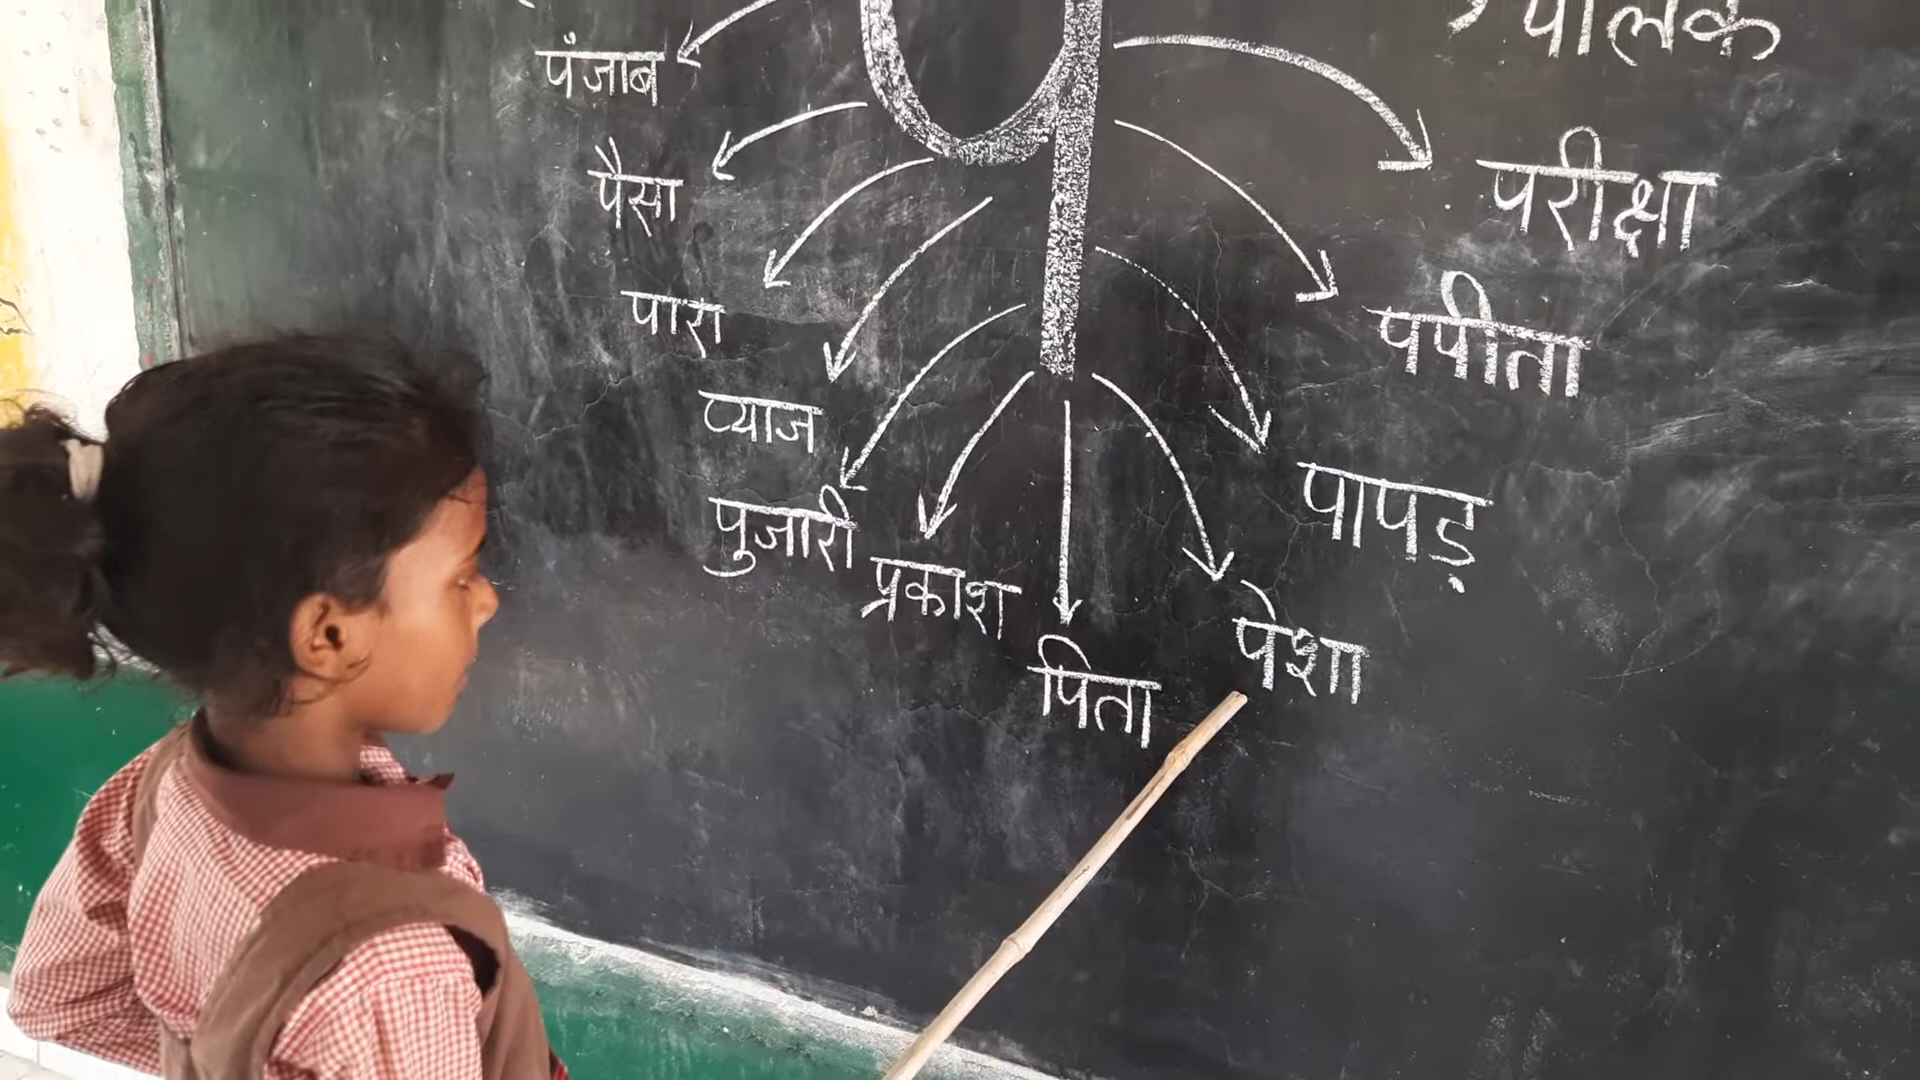 प
पालक
पंजाब
परीक्षा
पैसा
पपीता
पारा
प्याज
पापड़
पुजारी
प्रकाश
पेशा
पिता